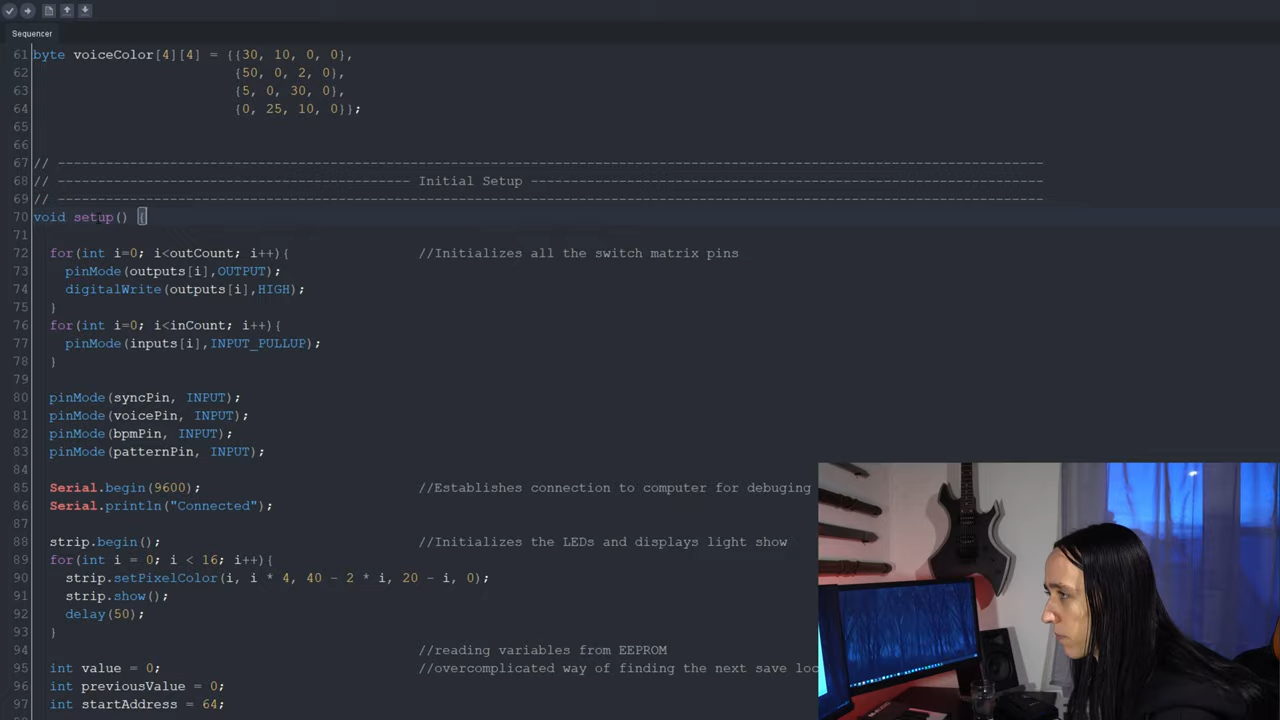 Sequencer
61 byte voiceColor[4][4] = {{30, 10, 0, 0},
62 {50, 0, 2, 0},
63 {5, 0, 30, 0},
64 {0, 25, 10, 0}};
65
66
67 // ---------------------------------------------------------------------------------------------------------------------------
68 // -------------------------------------------- Initial Setup ----------------------------------------------------------------
69 // ---------------------------------------------------------------------------------------------------------------------------
70 void setup() {
71
72 for(int i=0; i<outCount; i++){ //Initializes all the switch matrix pins
73 pinMode(outputs[i],OUTPUT);
74 digitalWrite(outputs[i],HIGH);
75 }
76 for(int i=0; i<inCount; i++){
77 pinMode(inputs[i],INPUT_PULLUP);
78 }
79
80 pinMode(syncPin, INPUT);
81 pinMode(voicePin, INPUT);
82 pinMode(bpmPin, INPUT);
83 pinMode(patternPin, INPUT);
84
85 Serial.begin(9600); //Establishes connection to computer for debuging
86 Serial.println("Connected");
87
88 strip.begin(); //Initializes the LEDs and displays light show
89 for(int i = 0; i < 16; i++){
90 strip.setPixelColor(i, i * 4, 40 - 2 * i, 20 - i, 0);
91 strip.show();
92 delay(50);
93 }
94 //reading variables from EEPROM
95 int value = 0; //overcomplicated way of finding the next save loc
96 int previousValue = 0;
97 int startAddress = 64;